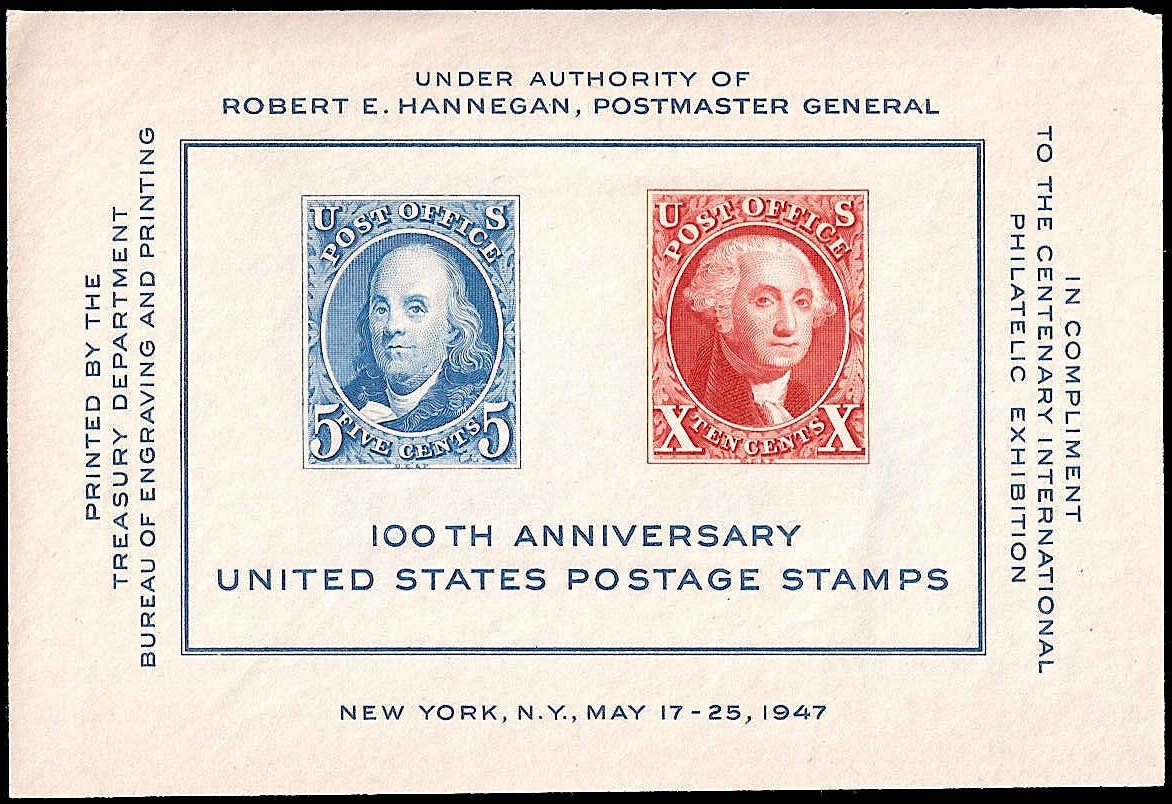 UNDER AUTHORITY OF
ROBERT E. HANNEGAN, POSTMASTER GENERAL
PRINTED BY THE
TREASURY DEPARTMENT
BUREAU OF ENGRAVING AND PRINTING
U S
POST OFFICE
5 5
FIVE CENTS
U S
POST OFFICE
X X
TEN CENTS
100TH ANNIVERSARY
UNITED STATES POSTAGE STAMPS
IN COMPLIMENT
TO THE CENTENARY INTERNATIONAL
PHILATELIC EXHIBITION
NEW YORK, N.Y., MAY 17-25, 1947